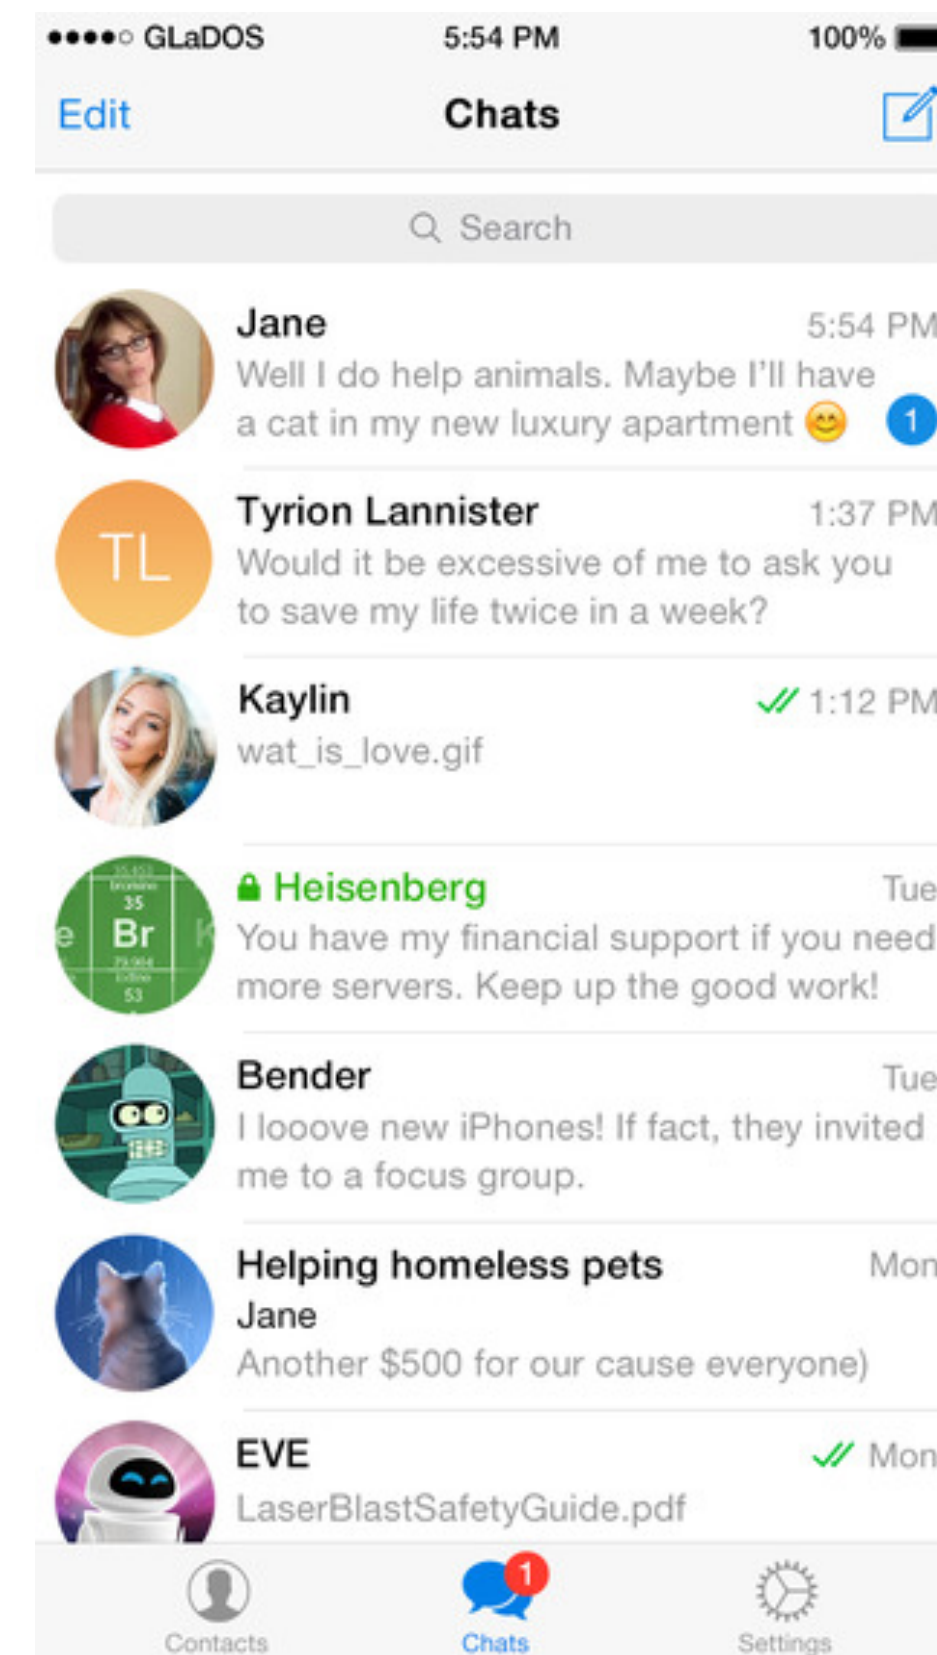 GLaDOS 5:54 PM 100%
Edit Chats
Search
Jane 5:54 PM
Well I do help animals. Maybe I’ll have
a cat in my new luxury apartment 😊 1
TL
Tyrion Lannister 1:37 PM
Would it be excessive of me to ask you
to save my life twice in a week?
Kaylin 1:12 PM
wat_is_love.gif
35
Br
79.904
53
Heisenberg Tue
You have my financial support if you need
more servers. Keep up the good work!
Bender Tue
I looove new iPhones! If fact, they invited
me to a focus group.
Helping homeless pets Mon
Jane
Another $500 for our cause everyone)
EVE Mon
LaserBlastSafetyGuide.pdf
1
Contacts Chats Settings